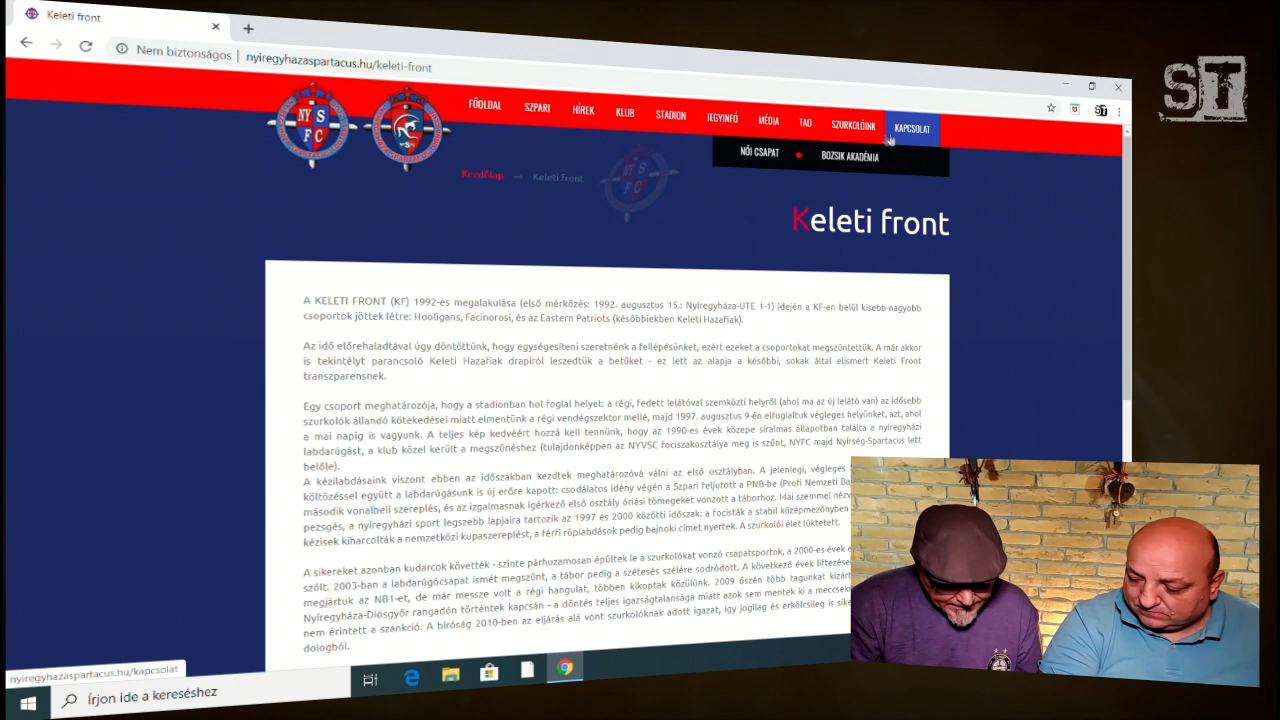 Keleti front
Nem biztonságos | nyiregyhazaspartacus.hu/keleti-front
ST
ST
FŐOLDAL SZPARI HÍREK KLUB STADION JEGYINFÓ MÉDIA TAO SZURKOLÓINK KAPCSOLAT
NY S
FC
NŐI CSAPAT BOZSIK AKADÉMIA
Kezdőlap → Keleti front
Keleti front
A KELETI FRONT (KF) 1992-es megalakulása (első mérkőzés: 1992. augusztus 15.: Nyíregyháza-UTE 1-1) idején a KF-en belül kisebb-nagyobb
csoportok jöttek létre: Hooligans, Facinorosi, és az Eastern Patriots (későbbiekben Keleti Hazafiak).
Az idő előrehaladtával úgy döntöttünk, hogy egységesíteni szeretnénk a fellépésünket, ezért ezeket a csoportokat megszüntettük. A már akkor
is tekintélyt parancsoló Keleti Hazafiak drapiról leszedtük a betűket - ez lett az alapja a későbbi, sokak által elismert Keleti Front
transzparensnek.
Egy csoport meghatározója, hogy a stadionban hol foglal helyet: a régi, fedett lelátóval szemközti helyről (ahol ma az új lelátó van) az idősebb
szurkolók állandó kötekedései miatt elmentünk a régi vendégszektor mellé, majd 1997. augusztus 9-én elfoglaltuk végleges helyünket, azt, ahol
a mai napig is vagyunk. A teljes kép kedvéért hozzá kell tennünk, hogy az 1990-es évek közepe siralmas állapotban találta a nyíregyházi
labdarúgást, a klub közel került a megszűnéshez (tulajdonképpen az NYVSC fociszakosztálya meg is szűnt, NYFC majd Nyírség-Spartacus lett
belőle).
A kézilabdásaink viszont ebben az időszakban kezdtek meghatározóvá válni az első osztályban. A jelenlegi, végleges
költözéssel együtt a labdarúgásunk is új erőre kapott: csodálatos idény végén a Szpari feljutott a PNB-be (Profi Nemzeti Ba
második vonalbeli szereplés, és az izgalmasnak ígérkező első osztály óriási tömegeket vonzott a táborhoz. Mai szemmel nézv
pezsgés, a nyíregyházi sport legszebb lapjaira tartozik az 1997 és 2000 közötti időszak: a focisták a stabil középmezőnyben
kézisek kiharcolták a nemzetközi kupaszereplést, a férfi röplabdások pedig bajnoki címet nyertek. A szurkolói élet lüktetett.
A sikereket azonban kudarcok követték - szinte párhuzamosan épültek le a szurkolókat vonzó csapatsportok, a 2000-es évek e
szólt. 2003-ban a labdarúgócsapat ismét megszűnt, a tábor pedig a szétesés szélére sodródott. A következő évek liftezése
megjártuk az NB1-et, de már messze volt a régi hangulat, többen kikoptak közülünk. 2009 őszén több tagunkat kizárt
Nyíregyháza-Diósgyőr rangadón történtek kapcsán - a döntés teljes igazságtalansága miatt azok sem mentek ki a meccsek
nem érintett a szankció. A bíróság 2010-ben az eljárás alá vont szurkolóknak adott igazat, így jogilag és erkölcsileg is sike
dologból.
nyiregyhazaspartacus.hu/kapcsolat
Írjon ide a kereséshez